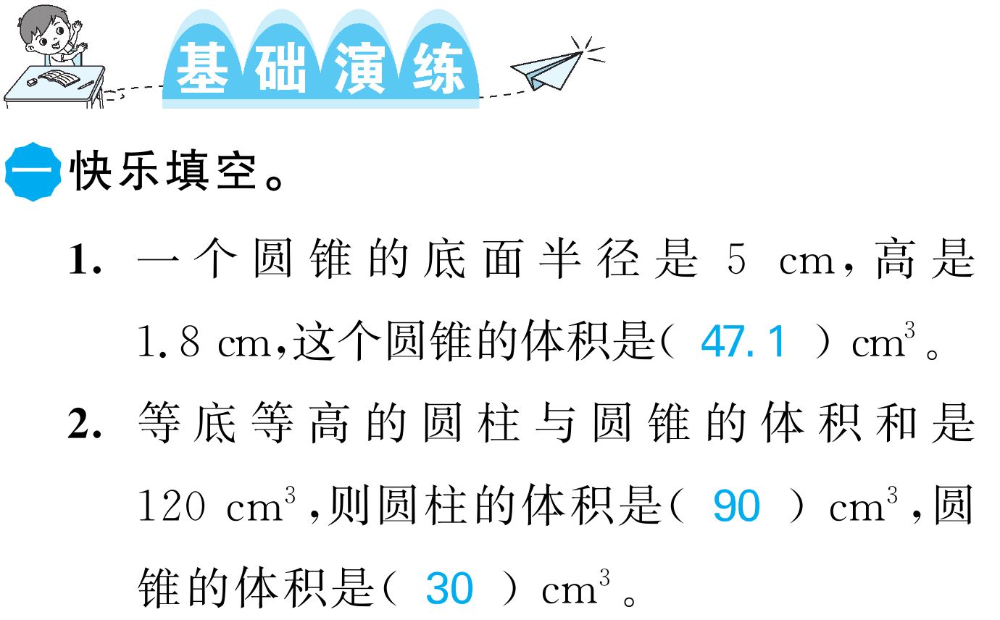 基础演练
一 快乐填空。
1. 一个圆锥的底面半径是 5 cm,高是
1.8 cm,这个圆锥的体积是( 47.1 )cm³。
2. 等底等高的圆柱与圆锥的体积和是
120 cm³,则圆柱的体积是( 90 )cm³,圆
锥的体积是( 30 )cm³。